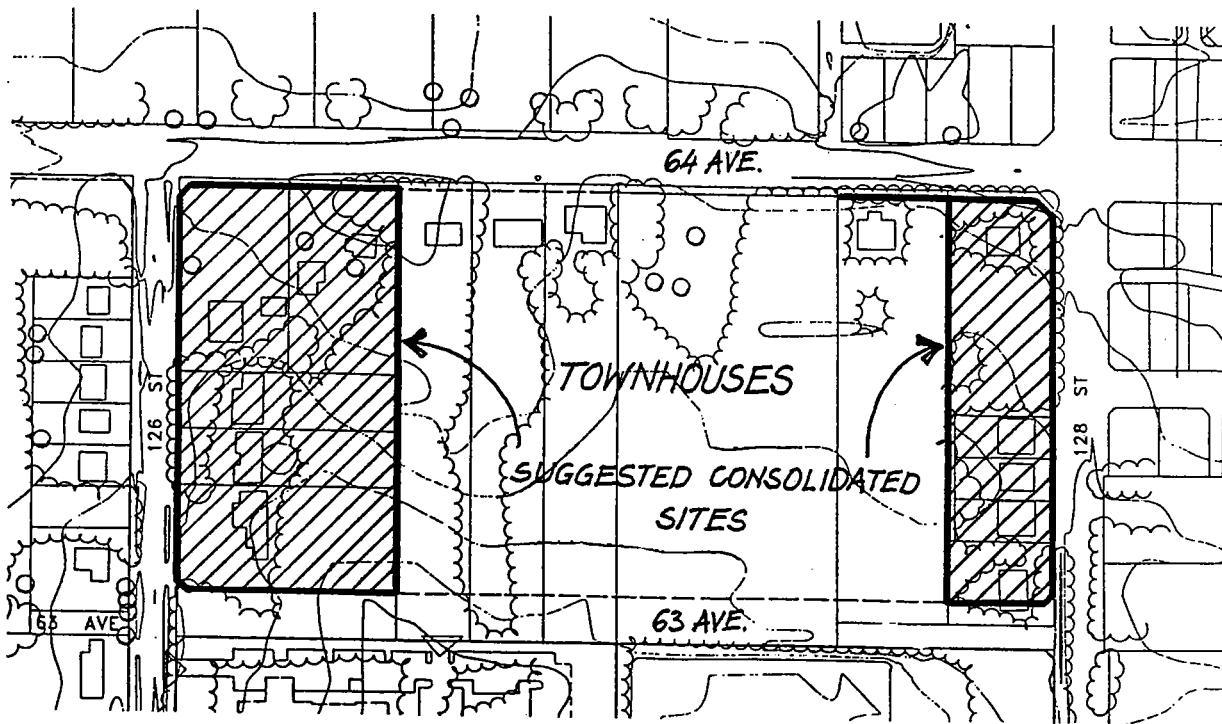 64 AVE.
TOWNHOUSES
126 ST
128 ST
SUGGESTED CONSOLIDATED
SITES
63 AVE
63 AVE.